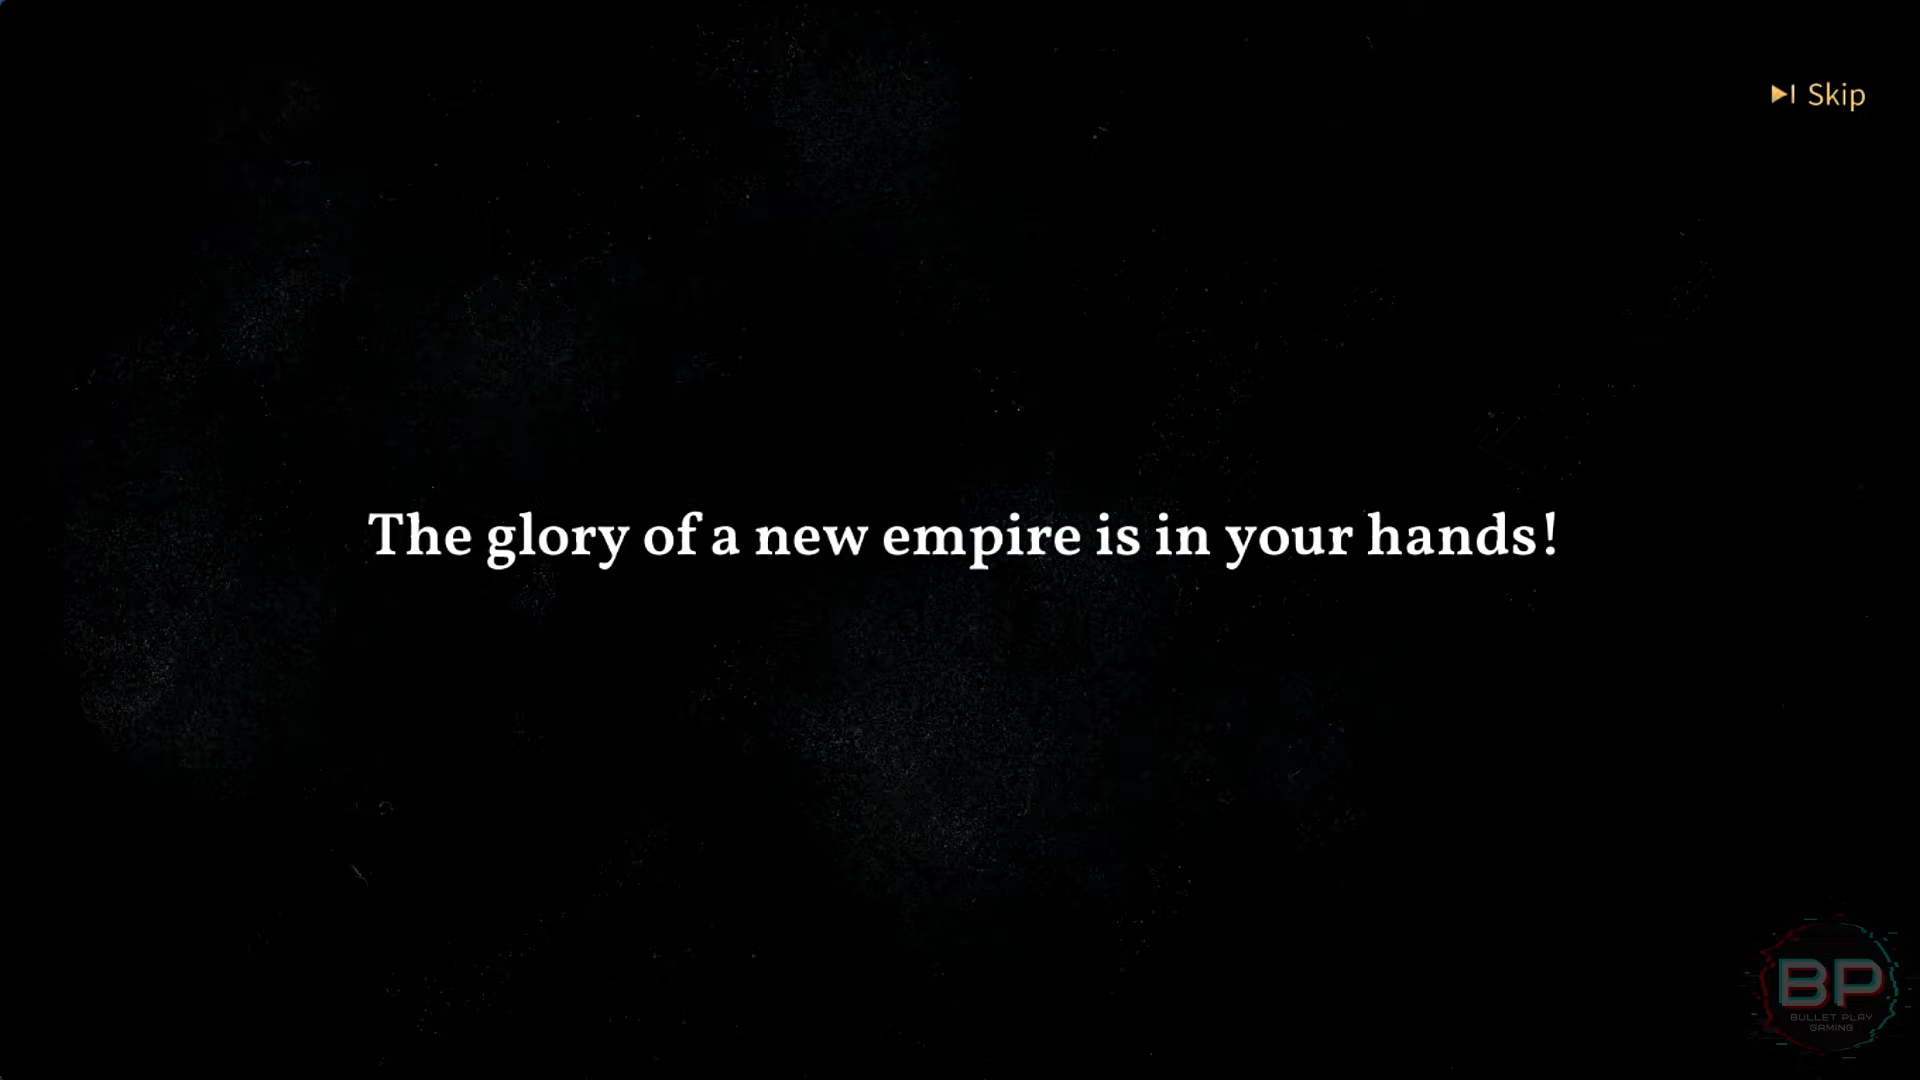 Skip
The glory of a new empire is in your hands!
BP
BULLET PLAY
GAMING